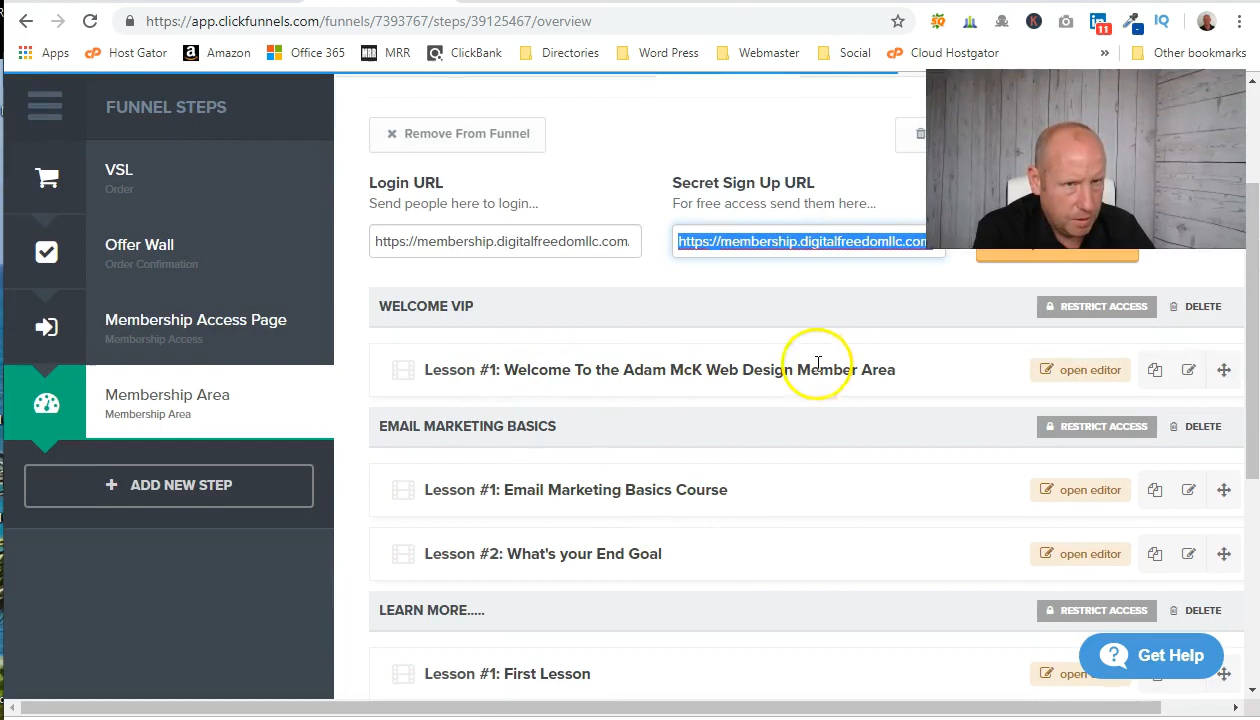 https://app.clickfunnels.com/funnels/7393767/steps/39125467/overview
11
Apps
Host Gator
Amazon
Office 365
MRR
MRR
ClickBank
Directories
Word Press
Webmaster
Social
Cloud Hostgator
»
Other bookmarks
FUNNEL STEPS
VSL
Order
Offer Wall
Order Confirmation
Membership Access Page
Membership Access
Membership Area
Membership Area
+ ADD NEW STEP
Remove From Funnel
Login URL
Send people here to login...
https://membership.digitalfreedomllc.com.
Secret Sign Up URL
For free access send them here...
https://membership.digitalfreedomllc.com
WELCOME VIP
RESTRICT ACCESS
DELETE
Lesson #1: Welcome To the Adam McK Web Design Member Area
open editor
EMAIL MARKETING BASICS
RESTRICT ACCESS
DELETE
Lesson #1: Email Marketing Basics Course
open editor
Lesson #2: What's your End Goal
open editor
LEARN MORE.....
RESTRICT ACCESS
DELETE
Lesson #1: First Lesson
open
? Get Help